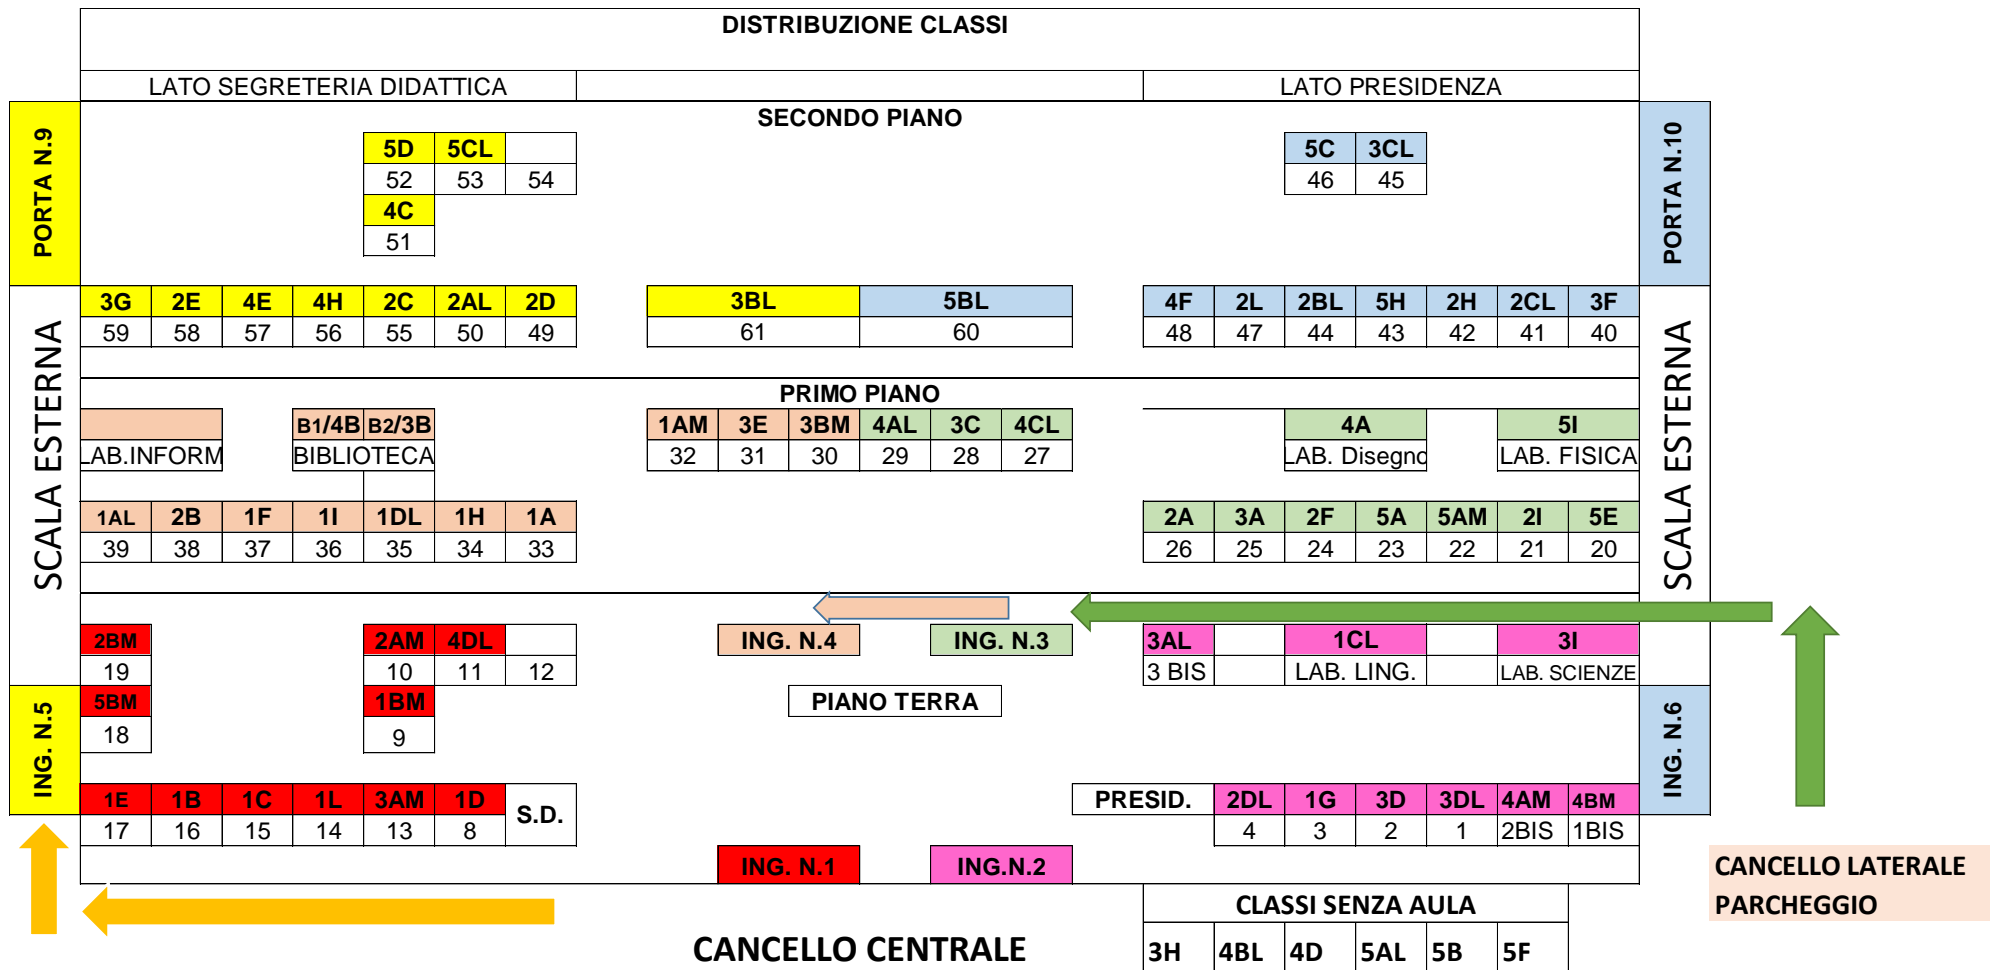 DISTRIBUZIONE CLASSI
LATO SEGRETERIA DIDATTICA LATO PRESIDENZA
SECONDO PIANO
PORTA N.9
PORTA N.10
5D 5CL 5C 3CL
52 53 54 46 45
4C
51
3G 2E 4E 4H 2C 2AL 2D 3BL 5BL 4F 2L 2BL 5H 2H 2CL 3F
59 58 57 56 55 50 49 61 60 48 47 44 43 42 41 40
SCALA ESTERNA
SCALA ESTERNA
PRIMO PIANO
B1/4B B2/3B 1AM 3E 3BM 4AL 3C 4CL 4A 5I
LAB.INFORM BIBLIOTECA 32 31 30 29 28 27 LAB. Disegno LAB. FISICA
1AL 2B 1F 1I 1DL 1H 1A 2A 3A 2F 5A 5AM 2I 5E
39 38 37 36 35 34 33 26 25 24 23 22 21 20
2BM 2AM 4DL ING. N.4 ING. N.3 3AL 1CL 3I
19 10 11 12 3 BIS LAB. LING. LAB. SCIENZE
5BM 1BM PIANO TERRA
18 9
ING. N.5
ING. N.6
1E 1B 1C 1L 3AM 1D S.D. PRESID. 2DL 1G 3D 3DL 4AM 4BM
17 16 15 14 13 8 4 3 2 1 2BIS 1BIS
ING. N.1 ING.N.2
CANCELLO LATERALE
PARCHEGGIO
CLASSI SENZA AULA
CANCELLO CENTRALE
3H 4BL 4D 5AL 5B 5F